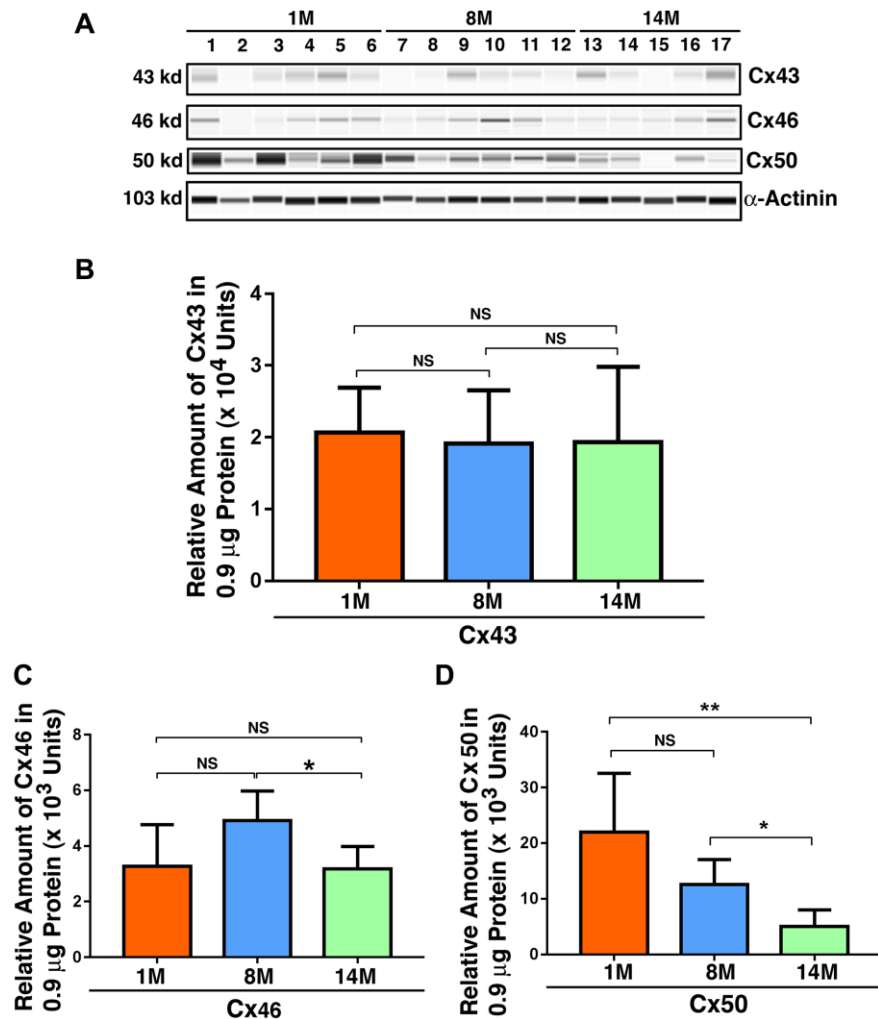 A
1M 8M 14M
1 2 3 4 5 6 7 8 9 10 11 12 13 14 15 16 17
43 kd Cx43
46 kd Cx46
50 kd Cx50
103 kd α-Actinin
B
Relative Amount of Cx43 in
0.9 μg Protein (x 10⁴ Units)
4
3
2
1
0
NS
NS
NS
1M 8M 14M
Cx43
C
Relative Amount of Cx46 in
0.9 μg Protein (x 10³ Units)
8
6
4
2
0
NS
NS *
1M 8M 14M
Cx46
D
Relative Amount of Cx50 in
0.9 μg Protein (x 10³ Units)
40
30
20
10
0
**
NS
*
1M 8M 14M
Cx50